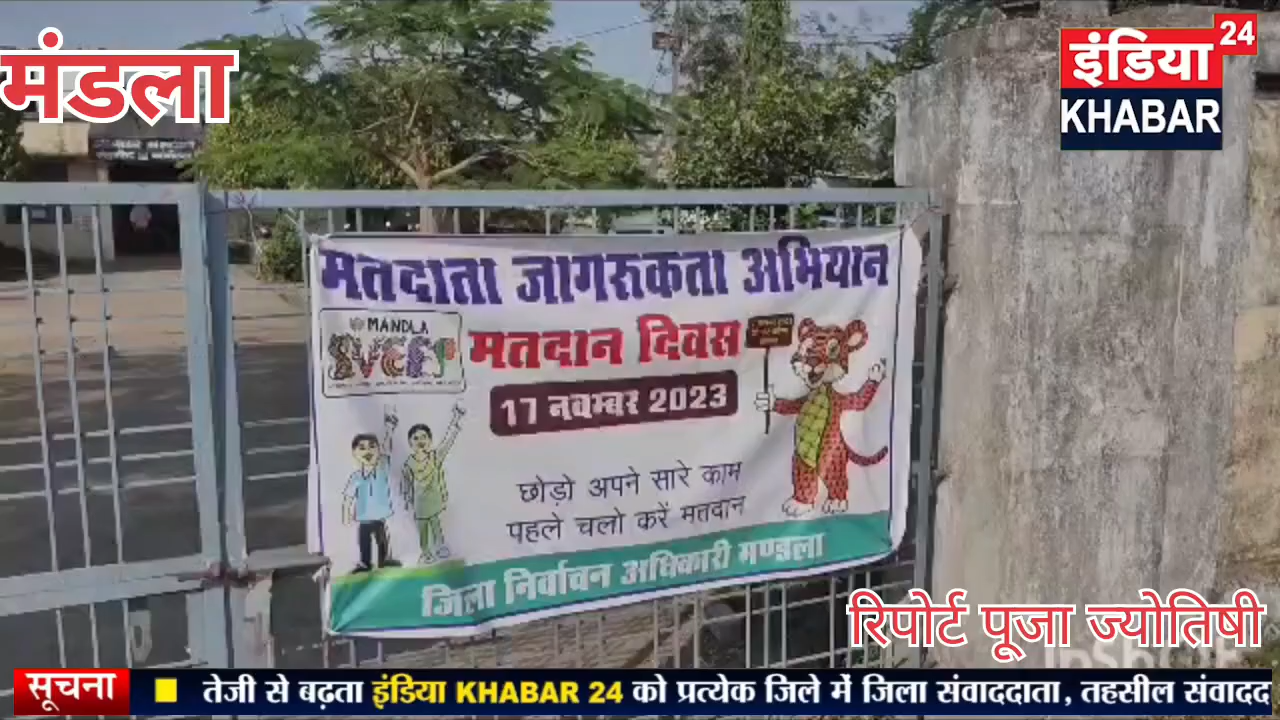 मंडला
इंडिया 24
KHABAR
मतदाता जागरुकता अभियान
MANDLA
SVEEP
मतदान दिवस
17 नवम्बर 2023
छोड़ो अपने सारे काम
पहले चलो करें मतदान
जिला निर्वाचन अधिकारी मण्डला
रिपोर्ट पूजा ज्योतिषी
सूचना
तेजी से बढ़ता इंडिया KHABAR 24 को प्रत्येक जिले में जिला संवाददाता, तहसील संवादद